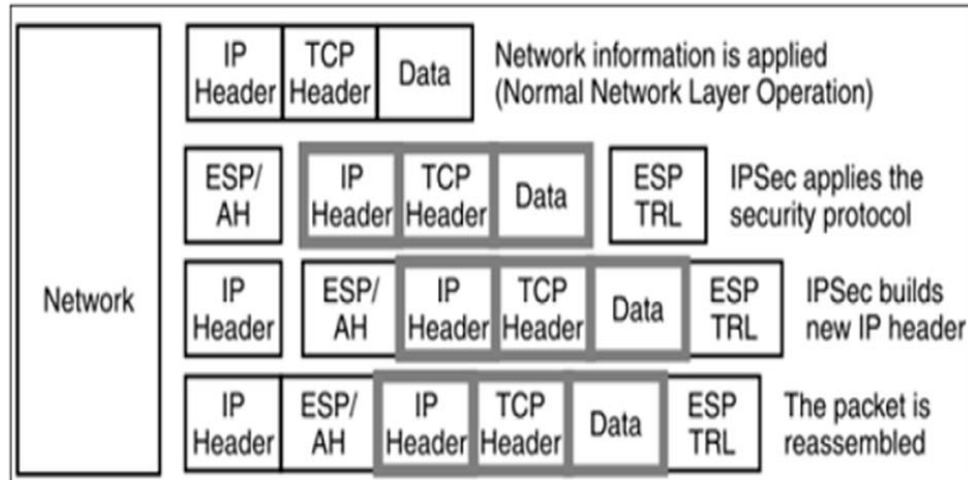 Network
IP
Header
TCP
Header
Data
Network information is applied
(Normal Network Layer Operation)
ESP/
AH
IP
Header
TCP
Header
Data
ESP
TRL
IPSec applies the
security protocol
IP
Header
ESP/
AH
IP
Header
TCP
Header
Data
ESP
TRL
IPSec builds
new IP header
IP
Header
ESP/
AH
IP
Header
TCP
Header
Data
ESP
TRL
The packet is
reassembled